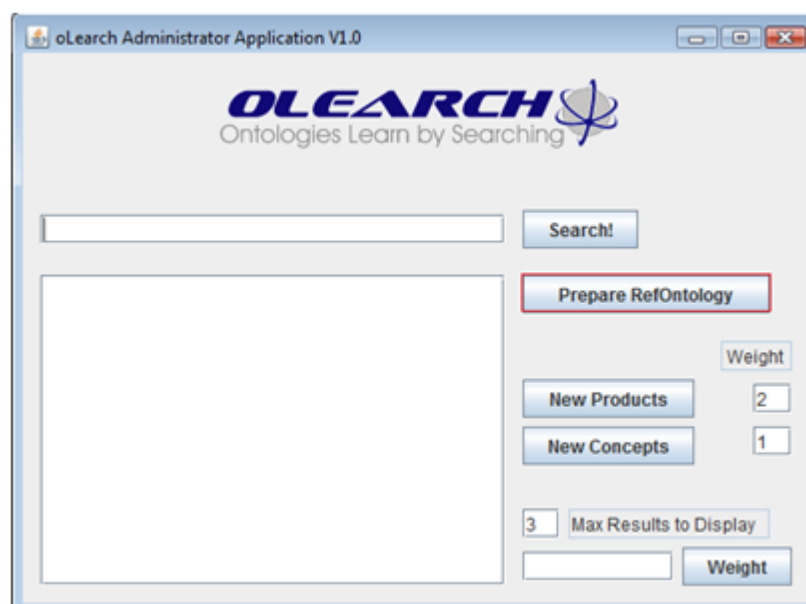 oLearch Administrator Application V1.0
OLEARCH
Ontologies Learn by Searching
Search!
Prepare RefOntology
Weight
New Products 2
New Concepts 1
3 Max Results to Display
Weight